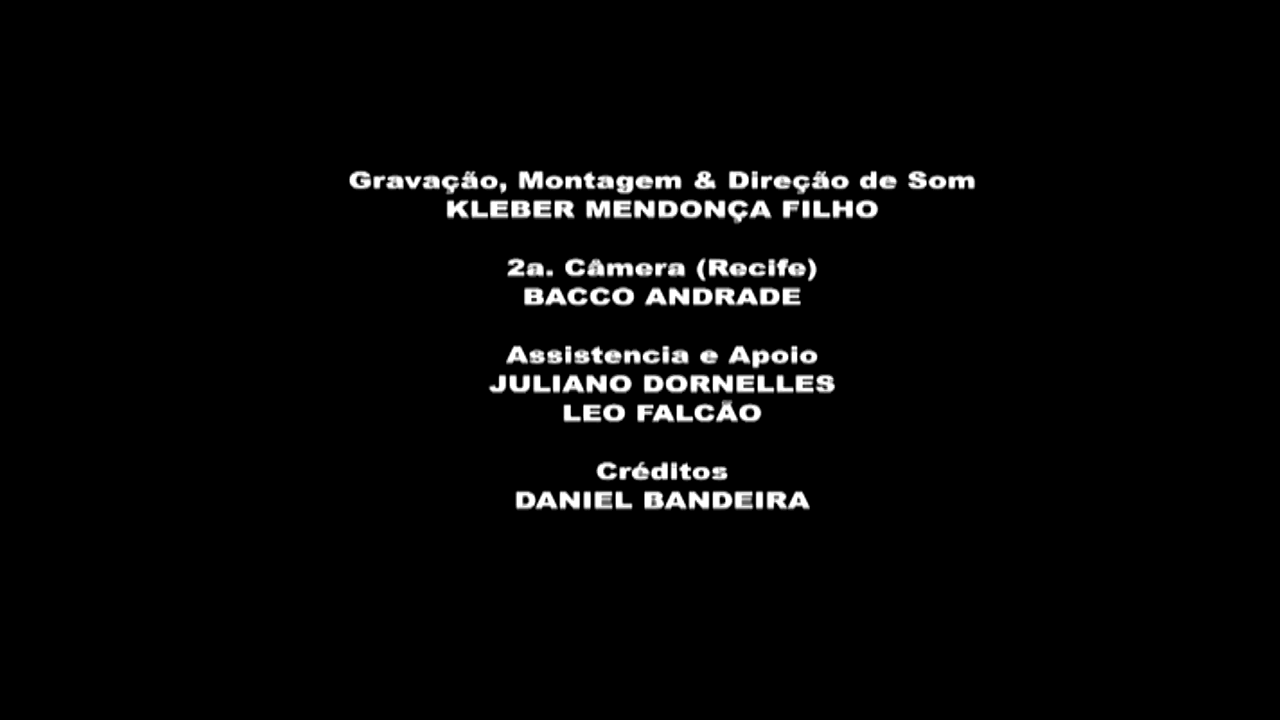 Gravação, Montagem & Direção de Som
KLEBER MENDONÇA FILHO
2a. Câmera (Recife)
BACCO ANDRADE
Assistencia e Apoio
JULIANO DORNELLES
LEO FALCÃO
Créditos
DANIEL BANDEIRA